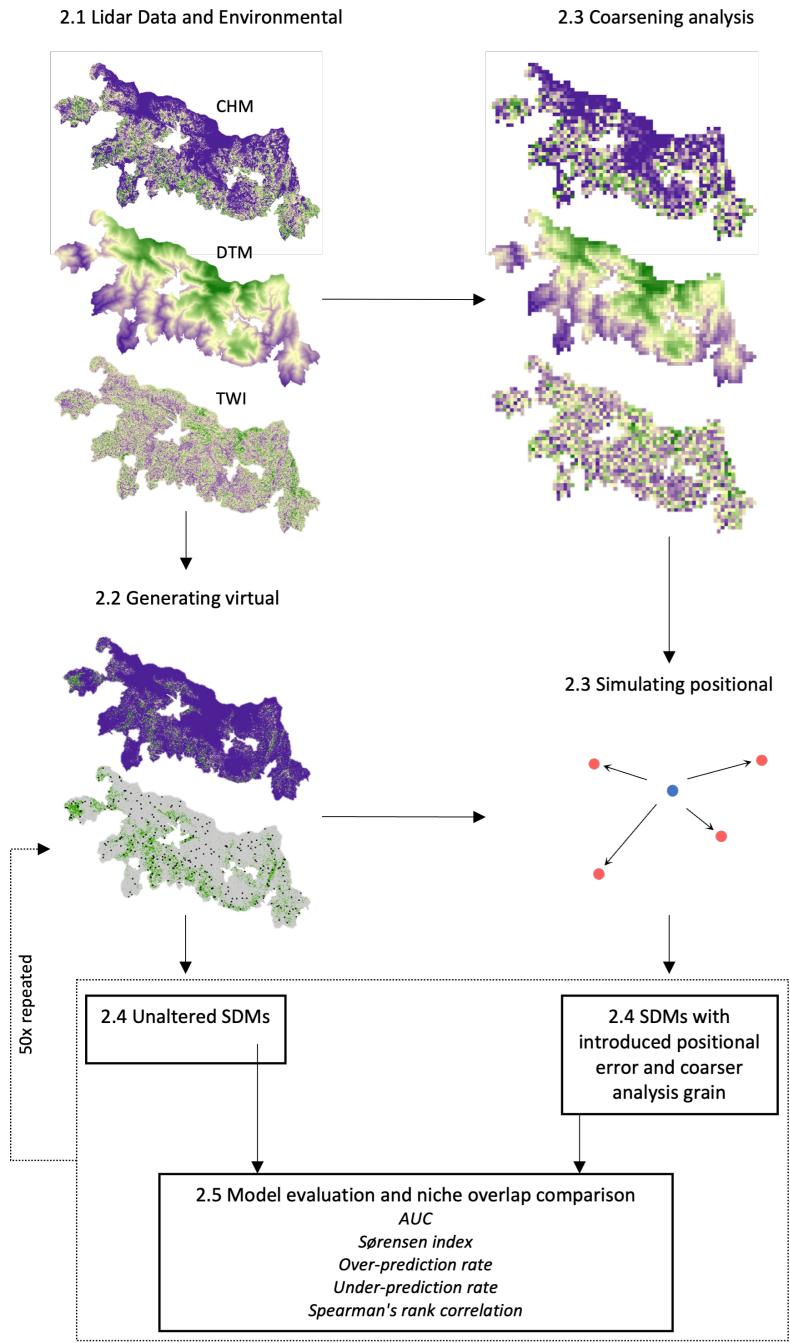 2.1 Lidar Data and Environmental
2.3 Coarsening analysis
CHM
DTM
TWI
2.2 Generating virtual
2.3 Simulating positional
50x repeated
2.4 Unaltered SDMs
2.4 SDMs with
introduced positional
error and coarser
analysis grain
2.5 Model evaluation and niche overlap comparison
AUC
Sørensen index
Over-prediction rate
Under-prediction rate
Spearman's rank correlation